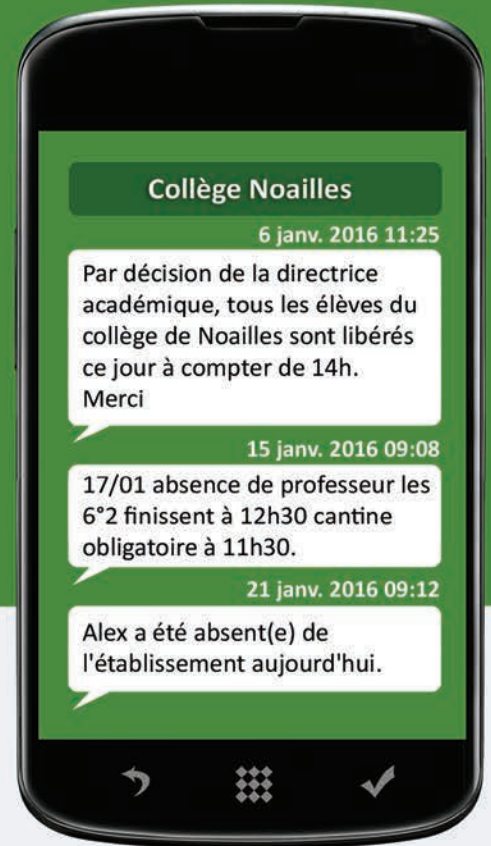 Collège Noailles
6 janv. 2016 11:25
Par décision de la directrice
académique, tous les élèves du
collège de Noailles sont libérés
ce jour à compter de 14h.
Merci
15 janv. 2016 09:08
17/01 absence de professeur les
6°2 finissent à 12h30 cantine
obligatoire à 11h30.
21 janv. 2016 09:12
Alex a été absent(e) de
l'établissement aujourd'hui.